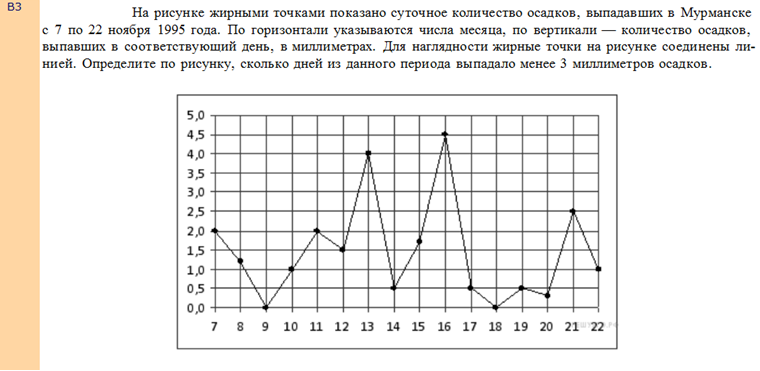 В3
На рисунке жирными точками показано суточное количество осадков, выпадавших в Мурманске
с 7 по 22 ноября 1995 года. По горизонтали указываются числа месяца, по вертикали — количество осадков,
выпавших в соответствующий день, в миллиметрах. Для наглядности жирные точки на рисунке соединены ли-
нией. Определите по рисунку, сколько дней из данного периода выпадало менее 3 миллиметров осадков.
5,0
4,5
4,0
3,5
3,0
2,5
2,0
1,5
1,0
0,5
0,0
7 8 9 10 11 12 13 14 15 16 17 18 19 20 21 22